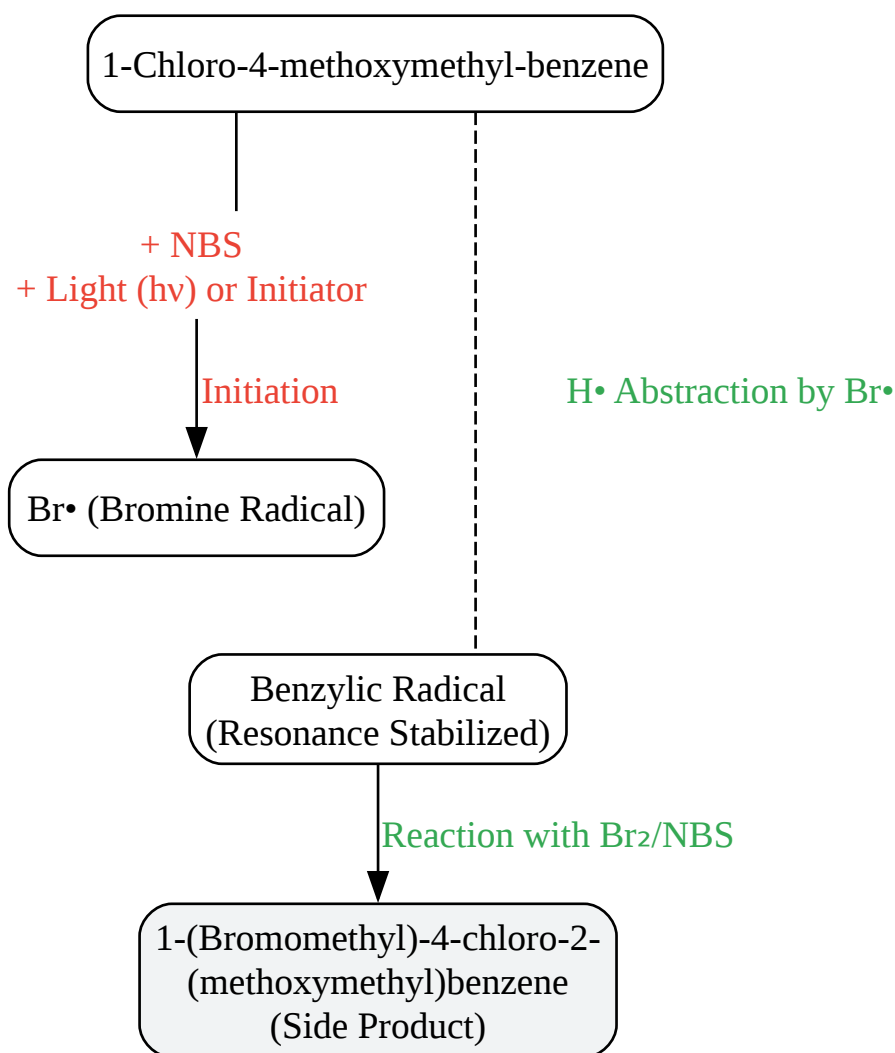 1-Chloro-4-methoxymethyl-benzene
+ NBS
+ Light (hν) or Initiator
Initiation
H• Abstraction by Br•
Br• (Bromine Radical)
Benzylic Radical
(Resonance Stabilized)
Reaction with Br₂/NBS
1-(Bromomethyl)-4-chloro-2-
(methoxymethyl)benzene
(Side Product)